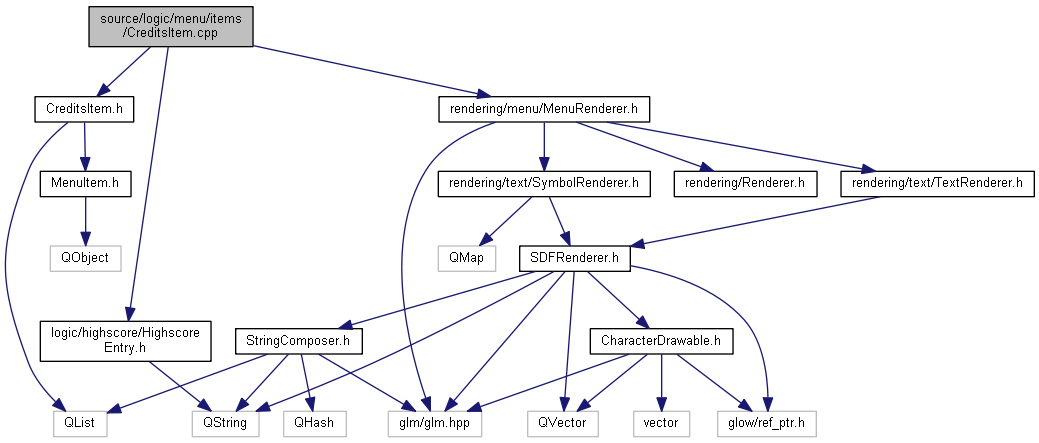 source/logic/menu/items
/CreditsItem.cpp
CreditsItem.h
rendering/menu/MenuRenderer.h
MenuItem.h
rendering/text/SymbolRenderer.h
rendering/Renderer.h
rendering/text/TextRenderer.h
QObject
QMap
SDFRenderer.h
logic/highscore/Highscore
Entry.h
StringComposer.h
CharacterDrawable.h
QList
QString
QHash
glm/glm.hpp
QVector
vector
glow/ref_ptr.h